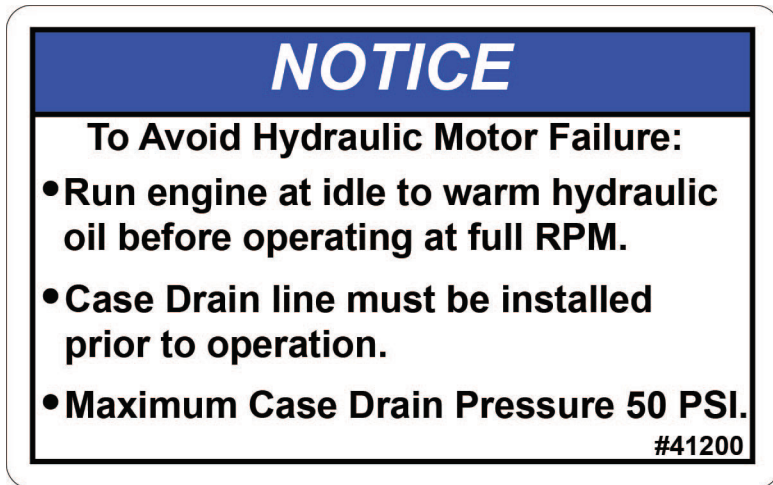 NOTICE
To Avoid Hydraulic Motor Failure:
•Run engine at idle to warm hydraulic
oil before operating at full RPM.
•Case Drain line must be installed
prior to operation.
•Maximum Case Drain Pressure 50 PSI.
#41200